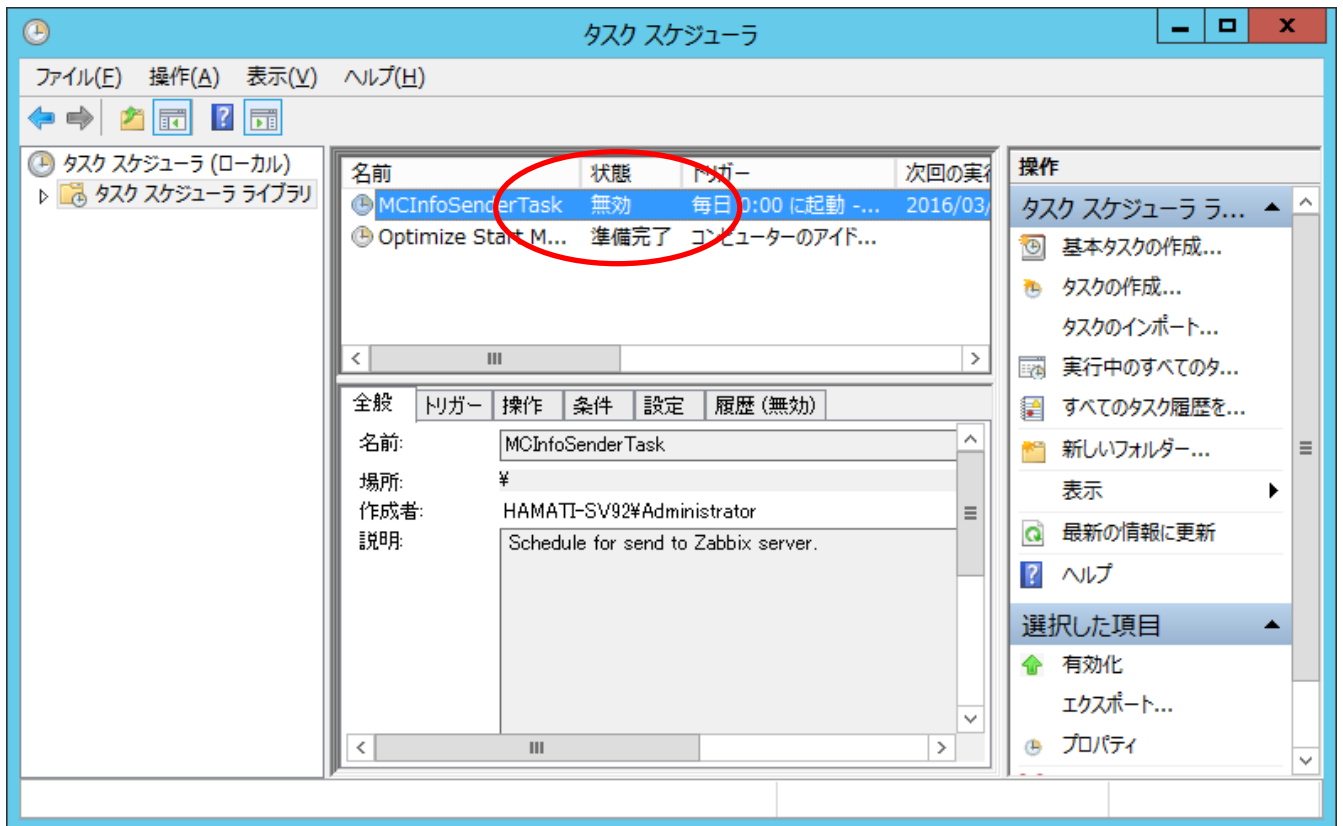 タスク スケジューラ
ファイル(F) 操作(A) 表示(V) ヘルプ(H)
タスク スケジューラ (ローカル)
タスク スケジューラ ライブラリ
名前 状態 トリガー 次回の実行
MCInfoSenderTask 無効 毎日 0:00 に起動 -... 2016/03/
Optimize Start M... 準備完了 コンピューターのアイド...
全般 トリガー 操作 条件 設定 履歴 (無効)
名前: MCInfoSenderTask
場所: ¥
作成者: HAMATI-SV92¥Administrator
説明: Schedule for send to Zabbix server.
操作
タスク スケジューラ ラ...
基本タスクの作成...
タスクの作成...
タスクのインポート...
実行中のすべてのタ...
すべてのタスク履歴を...
新しいフォルダー...
表示
最新の情報に更新
ヘルプ
選択した項目
有効化
エクスポート...
プロパティ